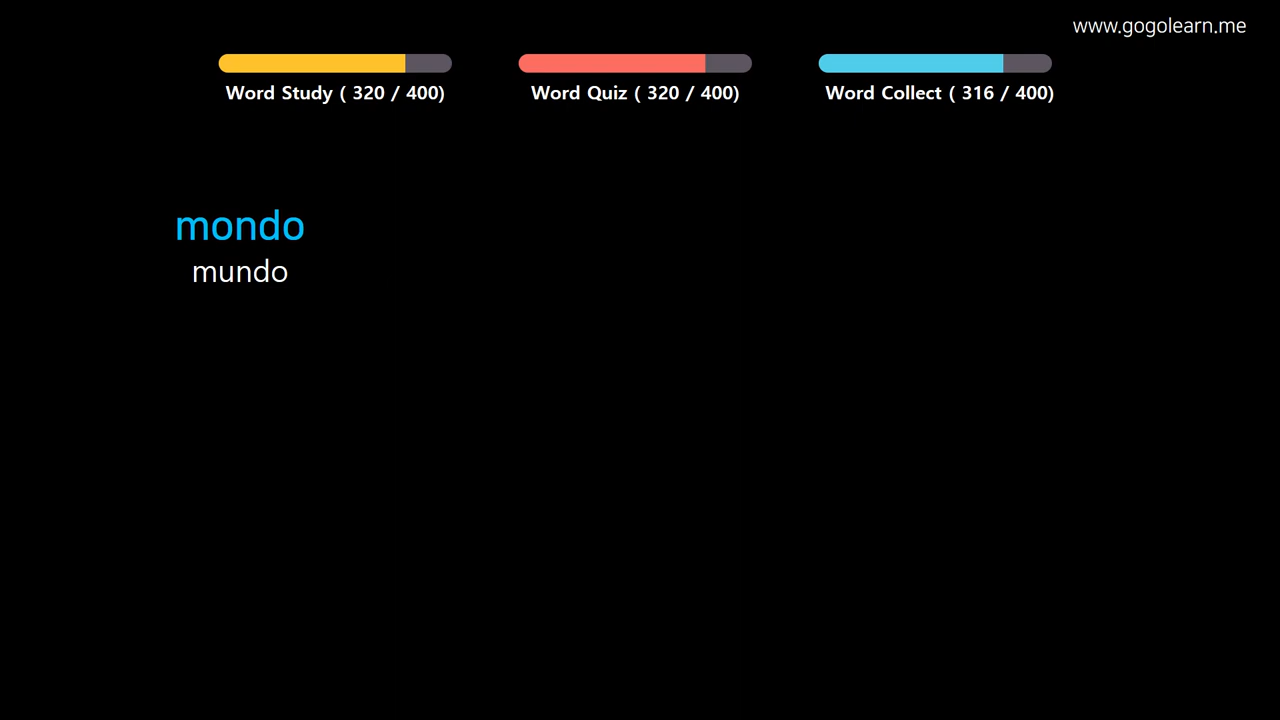 www.gogolearn.me
Word Study ( 320 / 400)
Word Quiz ( 320 / 400)
Word Collect ( 316 / 400)
mondo
mundo